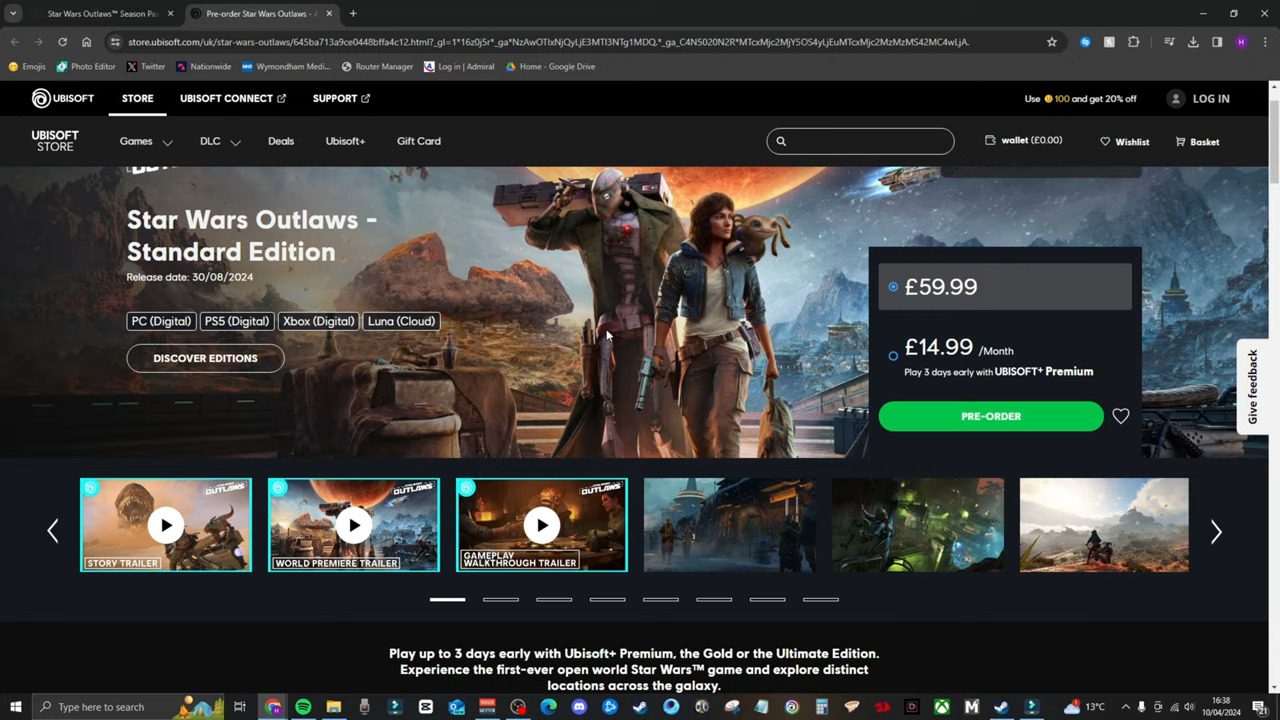 Star Wars Outlaws™ Season Pa
Pre-order Star Wars Outlaws - A
store.ubisoft.com/uk/star-wars-outlaws/645ba713a9ce0448bffa4c12.html?_gl=1*16z0j5r*_ga*NzAwOTIxNjQyLjE3MTI3NTg1MDQ.*_ga_C4N5020N2R*MTcxMjc2MjY5OS4yLjEuMTcxMjc2MzMzMS42MC4wLjA.
Emojis
Photo Editor
Twitter
Nationwide
Wymondham Medi...
Router Manager
Log in | Admiral
Home - Google Drive
UBISOFT
STORE
UBISOFT CONNECT
SUPPORT
Use 100 and get 20% off
LOG IN
UBISOFT
STORE
Games
DLC
Deals
Ubisoft+
Gift Card
wallet (£0.00)
Wishlist
Basket
Star Wars Outlaws -
Standard Edition
Release date: 30/08/2024
PC (Digital)
PS5 (Digital)
Xbox (Digital)
Luna (Cloud)
DISCOVER EDITIONS
£59.99
£14.99 /Month
Play 3 days early with UBISOFT+ Premium
PRE-ORDER
Give feedback
OUTLAWS
STORY TRAILER
OUTLAWS
WORLD PREMIERE TRAILER
OUTLAWS
GAMEPLAY
WALKTHROUGH TRAILER
Play up to 3 days early with Ubisoft+ Premium, the Gold or the Ultimate Edition.
Experience the first-ever open world Star Wars™ game and explore distinct
locations across the galaxy.
Type here to search
13°C
16:38
10/04/2024
21